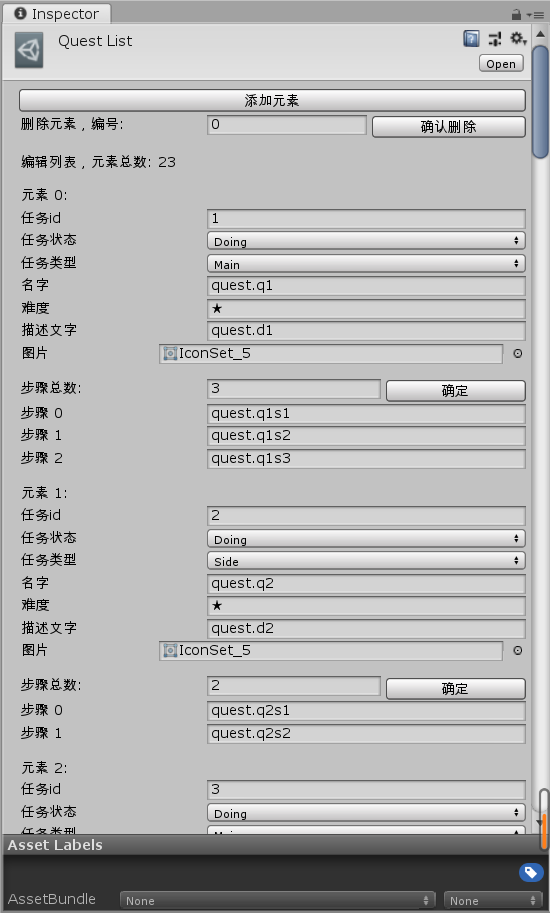 Inspector
Quest List
Open
添加元素
删除元素，编号: 0 确认删除
编辑列表，元素总数: 23
元素 0:
任务id 1
任务状态 Doing
任务类型 Main
名字 quest.q1
难度 ★
描述文字 quest.d1
图片 IconSet_5
步骤总数: 3 确定
步骤 0 quest.q1s1
步骤 1 quest.q1s2
步骤 2 quest.q1s3
元素 1:
任务id 2
任务状态 Doing
任务类型 Side
名字 quest.q2
难度 ★
描述文字 quest.d2
图片 IconSet_5
步骤总数: 2 确定
步骤 0 quest.q2s1
步骤 1 quest.q2s2
元素 2:
任务id 3
任务状态 Doing
任务类型
Asset Labels
AssetBundle None None